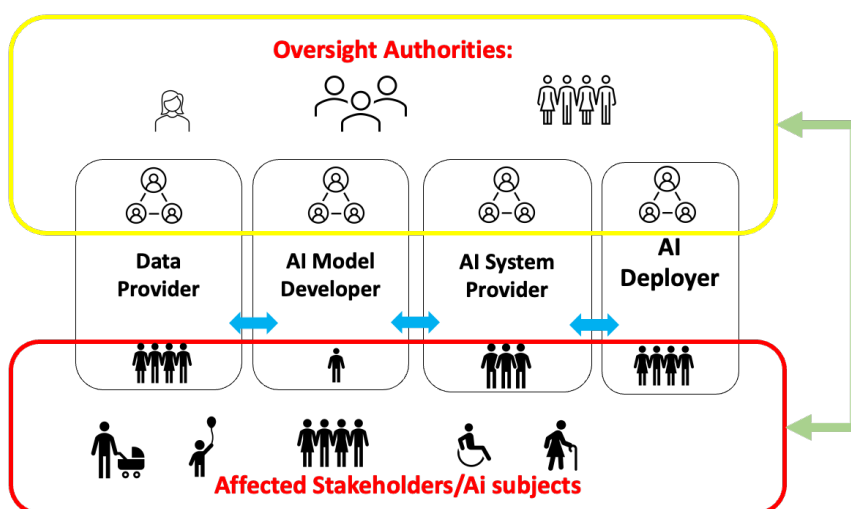 Oversight Authorities:
Data
Provider
AI Model
Developer
AI System
Provider
AI
Deployer
Affected Stakeholders/Ai subjects